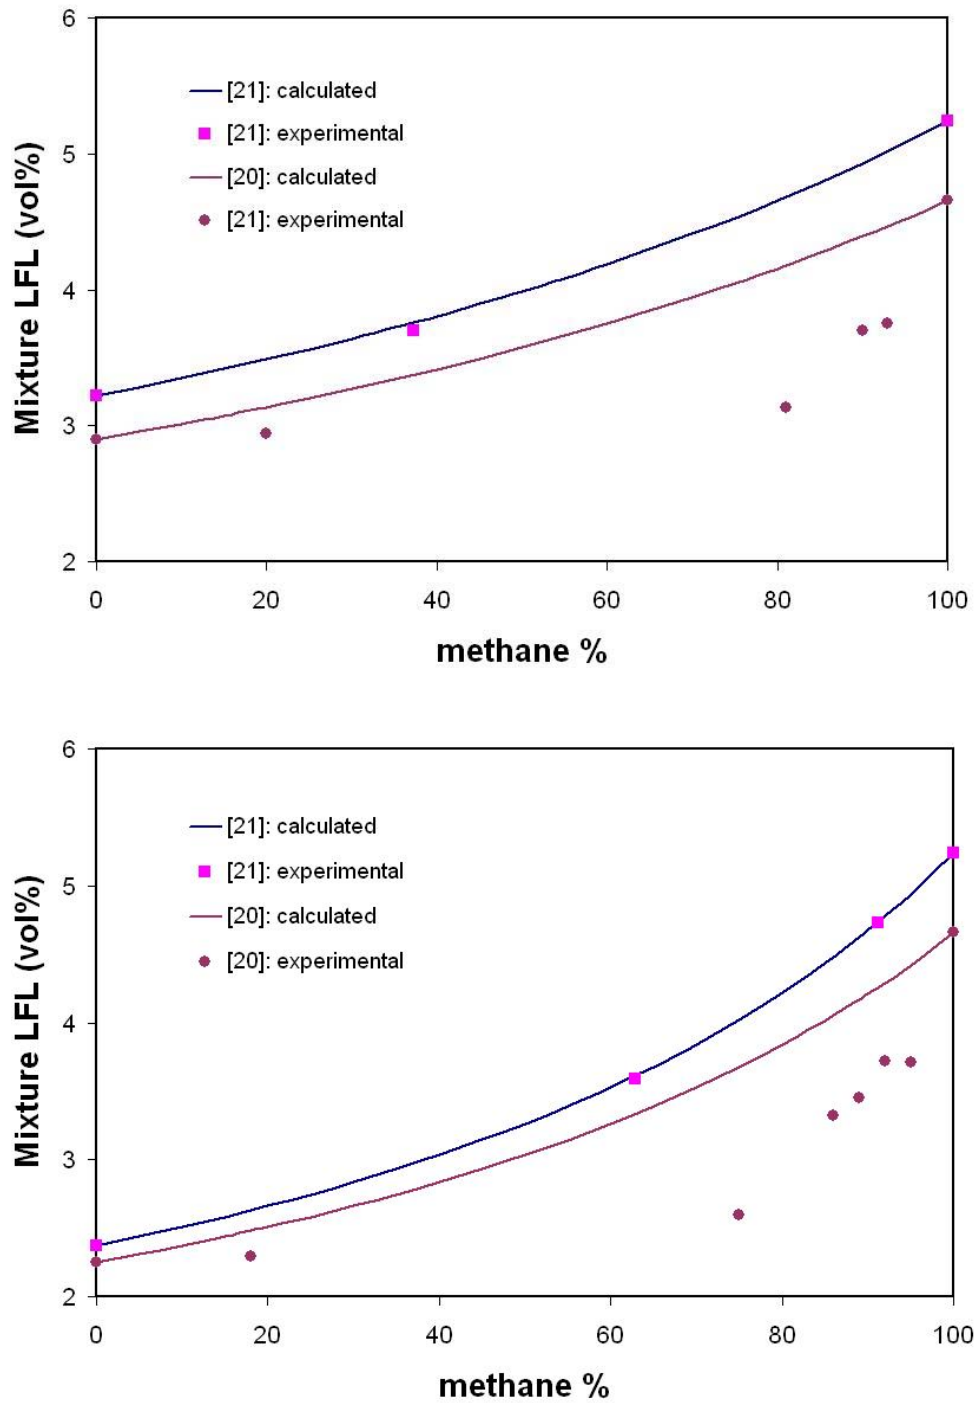 6
[21]: calculated
[21]: experimental
[20]: calculated
[21]: experimental
5
4
3
2
Mixture LFL (vol%)
0 20 40 60 80 100
methane %
6
[21]: calculated
[21]: experimental
[20]: calculated
[20]: experimental
5
4
3
2
Mixture LFL (vol%)
0 20 40 60 80 100
methane %